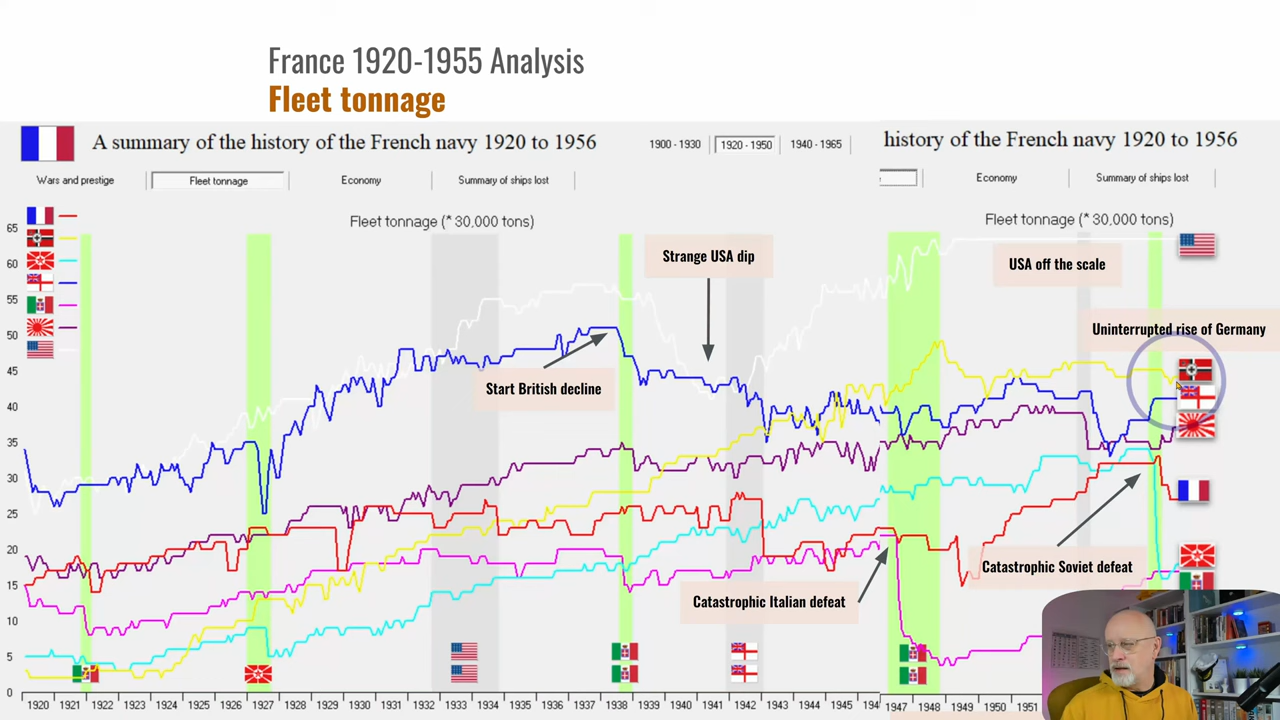 France 1920-1955 Analysis
Fleet tonnage
A summary of the history of the French navy 1920 to 1956
1900 - 1930
1920 - 1950
1940 - 1965
history of the French navy 1920 to 1956
Wars and prestige
Fleet tonnage
Economy
Summary of ships lost
Economy
Summary of ships lost
Fleet tonnage (* 30,000 tons)
Fleet tonnage (* 30,000 tons)
65
60
55
50
45
40
35
30
25
20
15
10
5
0
Strange USA dip
USA off the scale
Uninterrupted rise of Germany
Start British decline
Catastrophic Soviet defeat
Catastrophic Italian defeat
1920 1921 1922 1923 1924 1925 1926 1927 1928 1929 1930 1931 1932 1933 1934 1935 1936 1937 1938 1939 1940 1941 1942 1943 1944 1945 194 1947 1948 1949 1950 1951